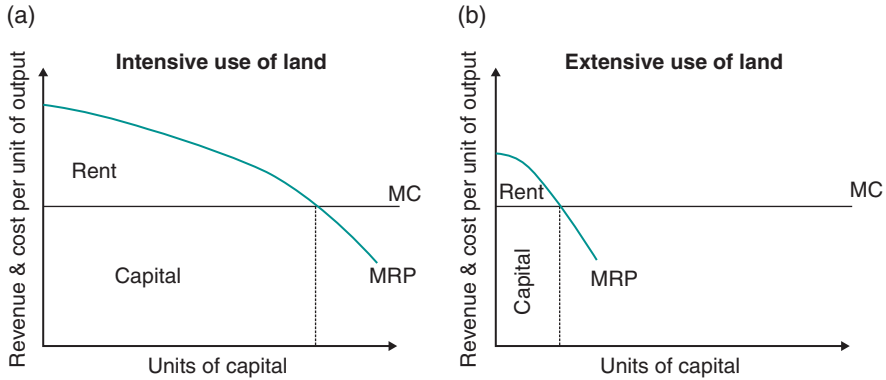 (a)
Intensive use of land
Revenue & cost per unit of output
Rent
MC
Capital
MRP
Units of capital
(b)
Extensive use of land
Revenue & cost per unit of output
Rent
MC
Capital
MRP
Units of capital